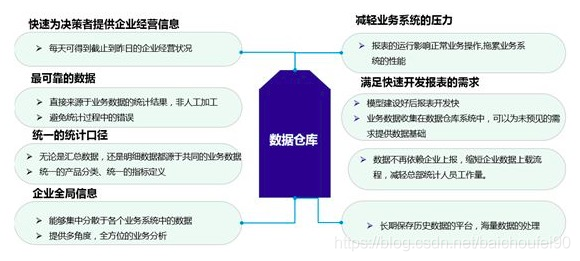 快速为决策者提供企业经营信息
每天可得到截止到昨日的企业经营状况
最可靠的数据
直接来源于业务数据的统计结果，非人工加工
避免统计过程中的错误
统一的统计口径
无论是汇总数据，还是明细数据都源于共同的业务数据
统一的产品分类、统一的指标定义
企业全局信息
能够集中分散于各个业务系统中的数据
提供多角度，全方位的业务分析
数据仓库
减轻业务系统的压力
报表的运行影响正常业务操作,拖累业务系
统的性能
满足快速开发报表的需求
模型建设好后报表开发快
业务数据收集在数据仓库系统中，可以为未预见的需
求提供数据基础
数据不再依赖企业上报，缩短企业数据上载流
程，减轻总部统计人员工作量。
长期保存历史数据的平台，海量数据的处理
https://blog.csdn.net/baichoufei90